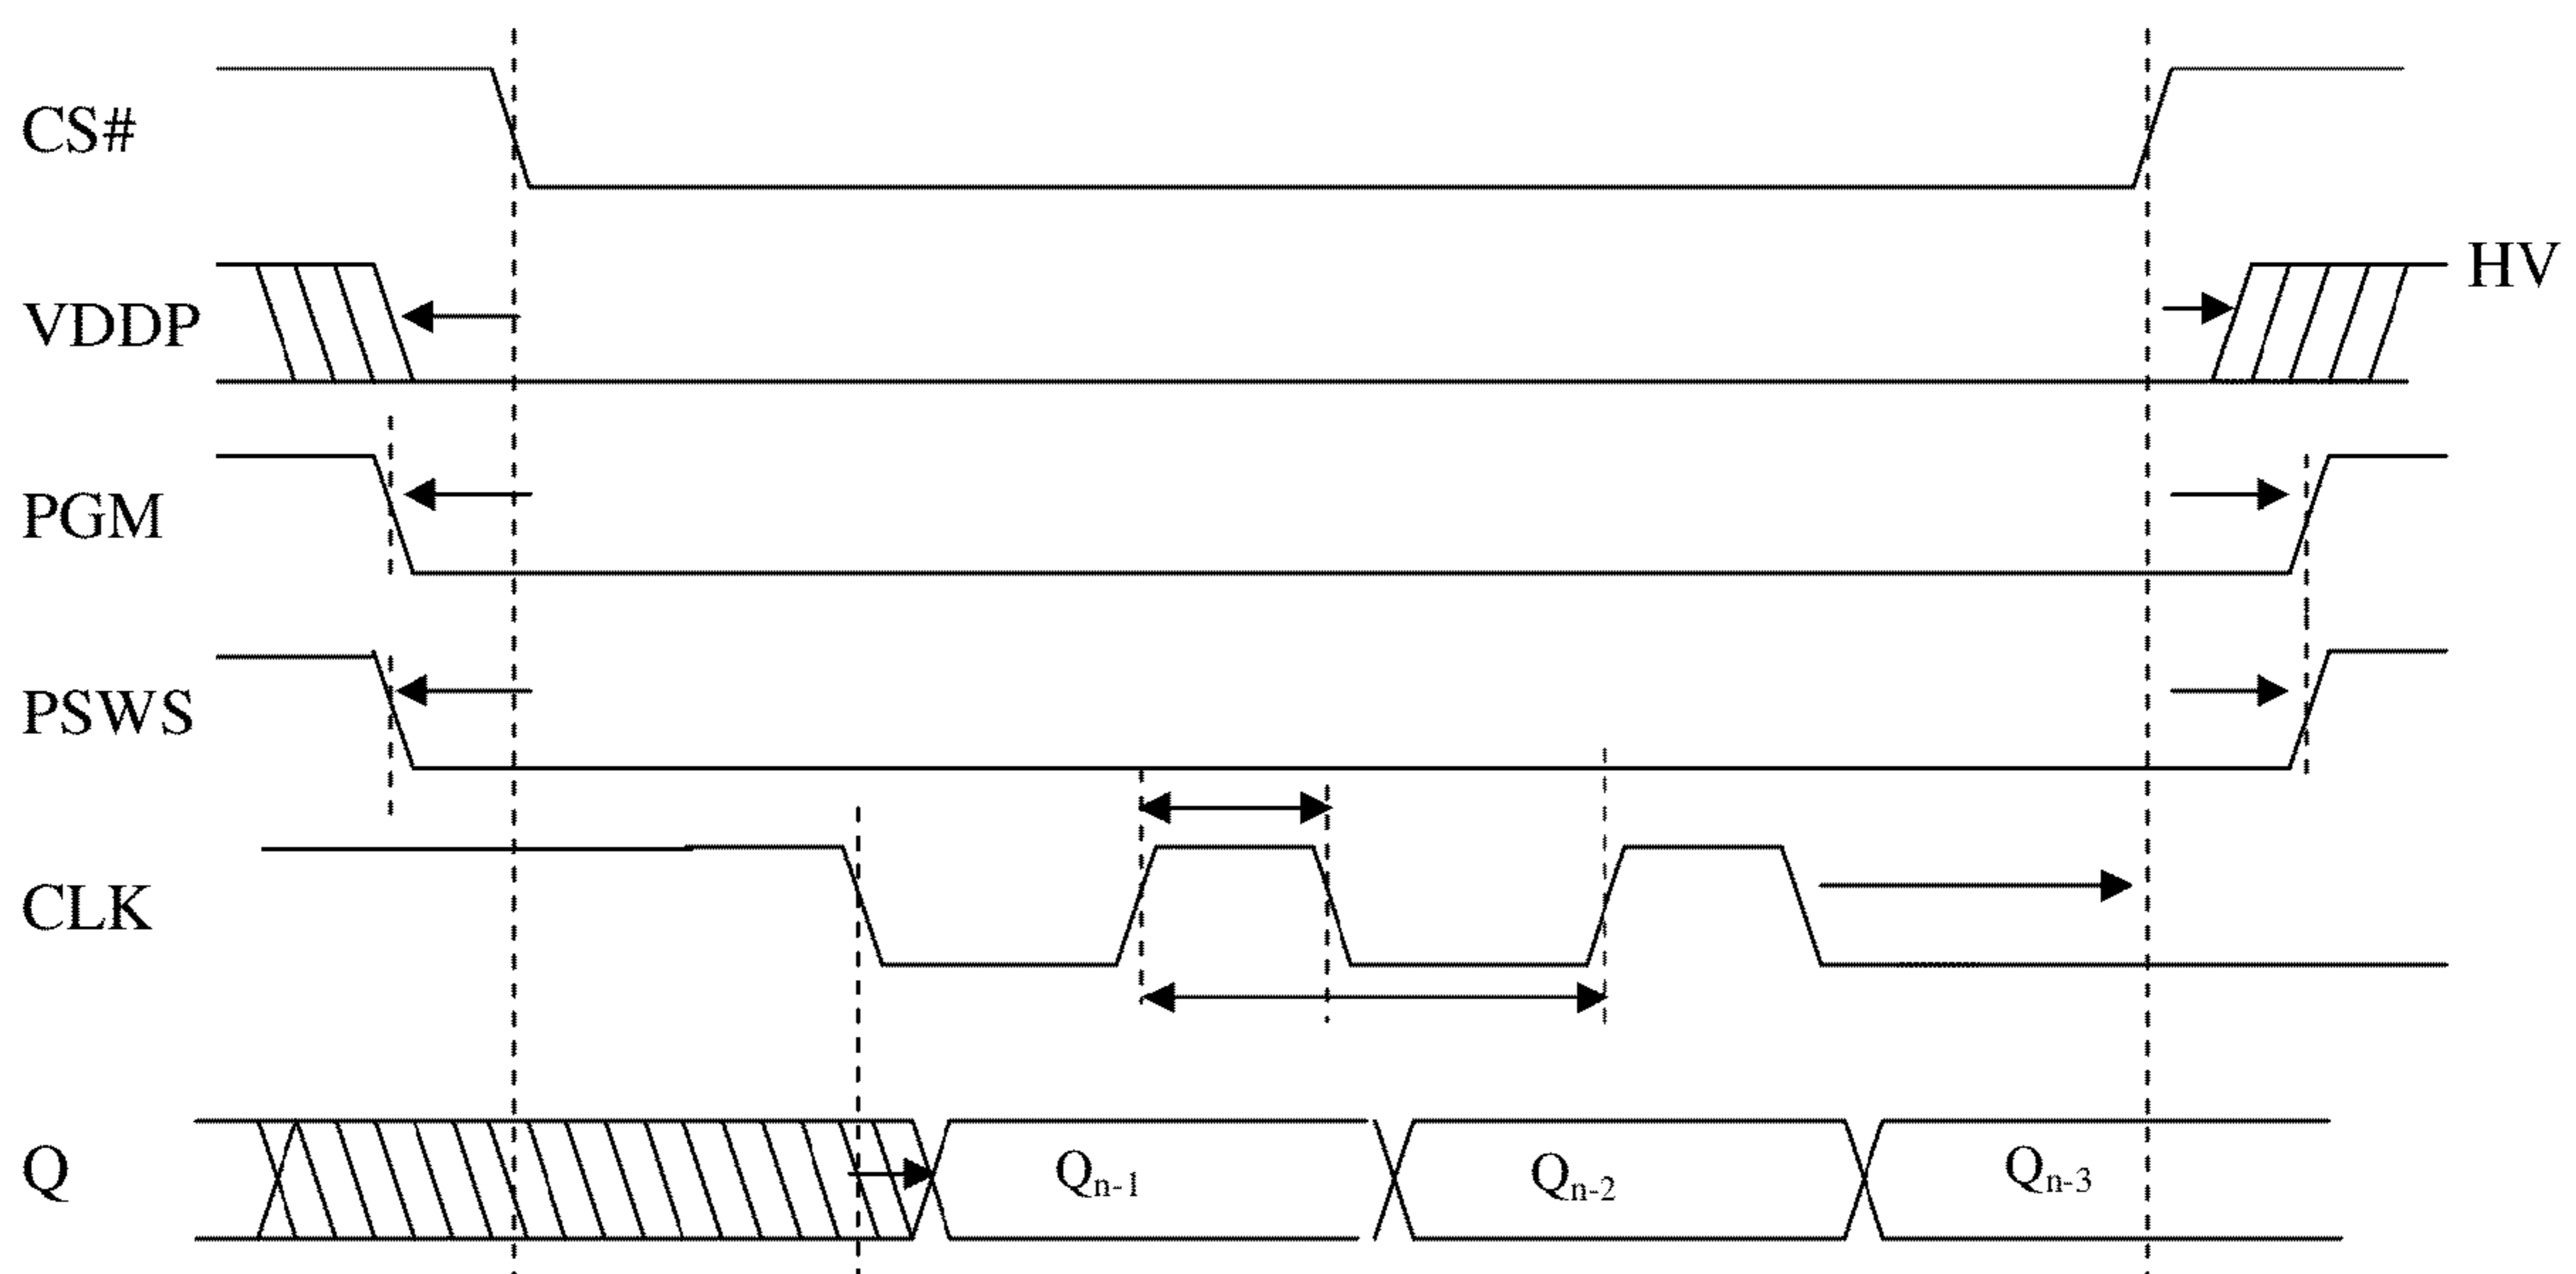 CS#
HV
VDDP
PGM
PSWS
CLK
Q
Qn-1
Qn-2
Qn-3